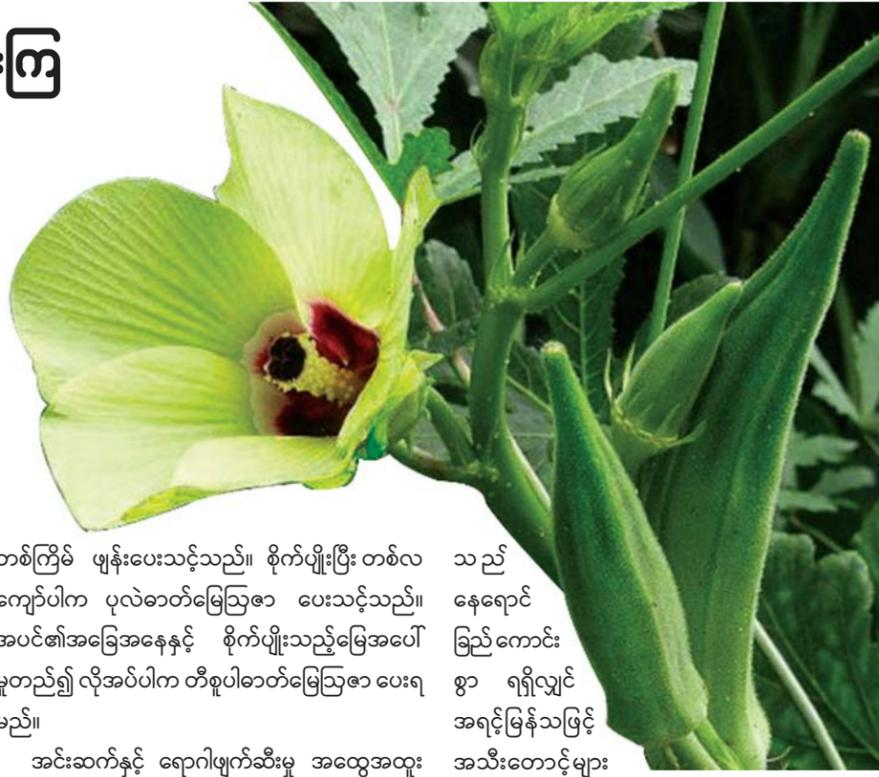 တစ်ကြိမ် ဖျန်းပေးသင့်သည်။ စိုက်ပျိုးပြီး တစ်လ
ကျော်ပါက ပုလဲဓာတ်မြေသြဇာ ပေးသင့်သည်။
အပင်၏အခြေအနေနှင့် စိုက်ပျိုးသည့်မြေအပေါ်
မူတည်၍ လိုအပ်ပါက တီစူပါဓာတ်မြေသြဇာ ပေးရ
မည်။
အင်းဆက်နှင့် ရောဂါဖျက်ဆီးမှု အထွေအထူး
သည်
နေရောင်
ခြည်ကောင်း
စွာ ရရှိလျှင်
အရင့်မြန်သဖြင့်
အသီးတောင့်များ